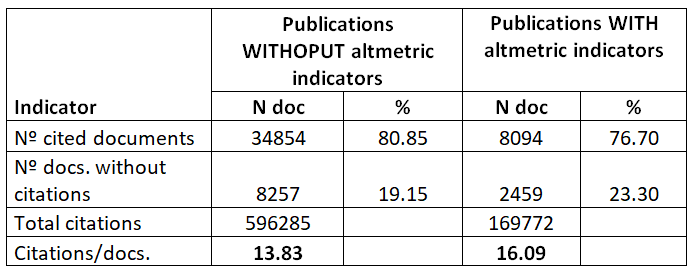 Publications WITHOPUT altmetric indicators Publications WITH altmetric indicators
Indicator N doc % N doc %
Nº cited documents 34854 80.85 8094 76.70
Nº docs. without
citations 8257 19.15 2459 23.30
Total citations 596285 169772
Citations/docs. 13.83 16.09